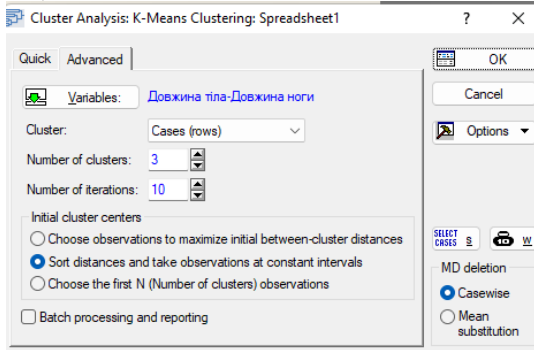 Cluster Analysis: K-Means Clustering: Spreadsheet1 ? ×
Quick Advanced
OK
Variables: Довжина тіла-Довжина ноги
Cancel
Cluster: Cases (rows)
Options
Number of clusters: 3
Number of iterations: 10
Initial cluster centers
Choose observations to maximize initial between-cluster distances
Sort distances and take observations at constant intervals
Choose the first N (Number of clusters) observations
Batch processing and reporting
SELECT CASES S W
MD deletion
Casewise
Mean substitution